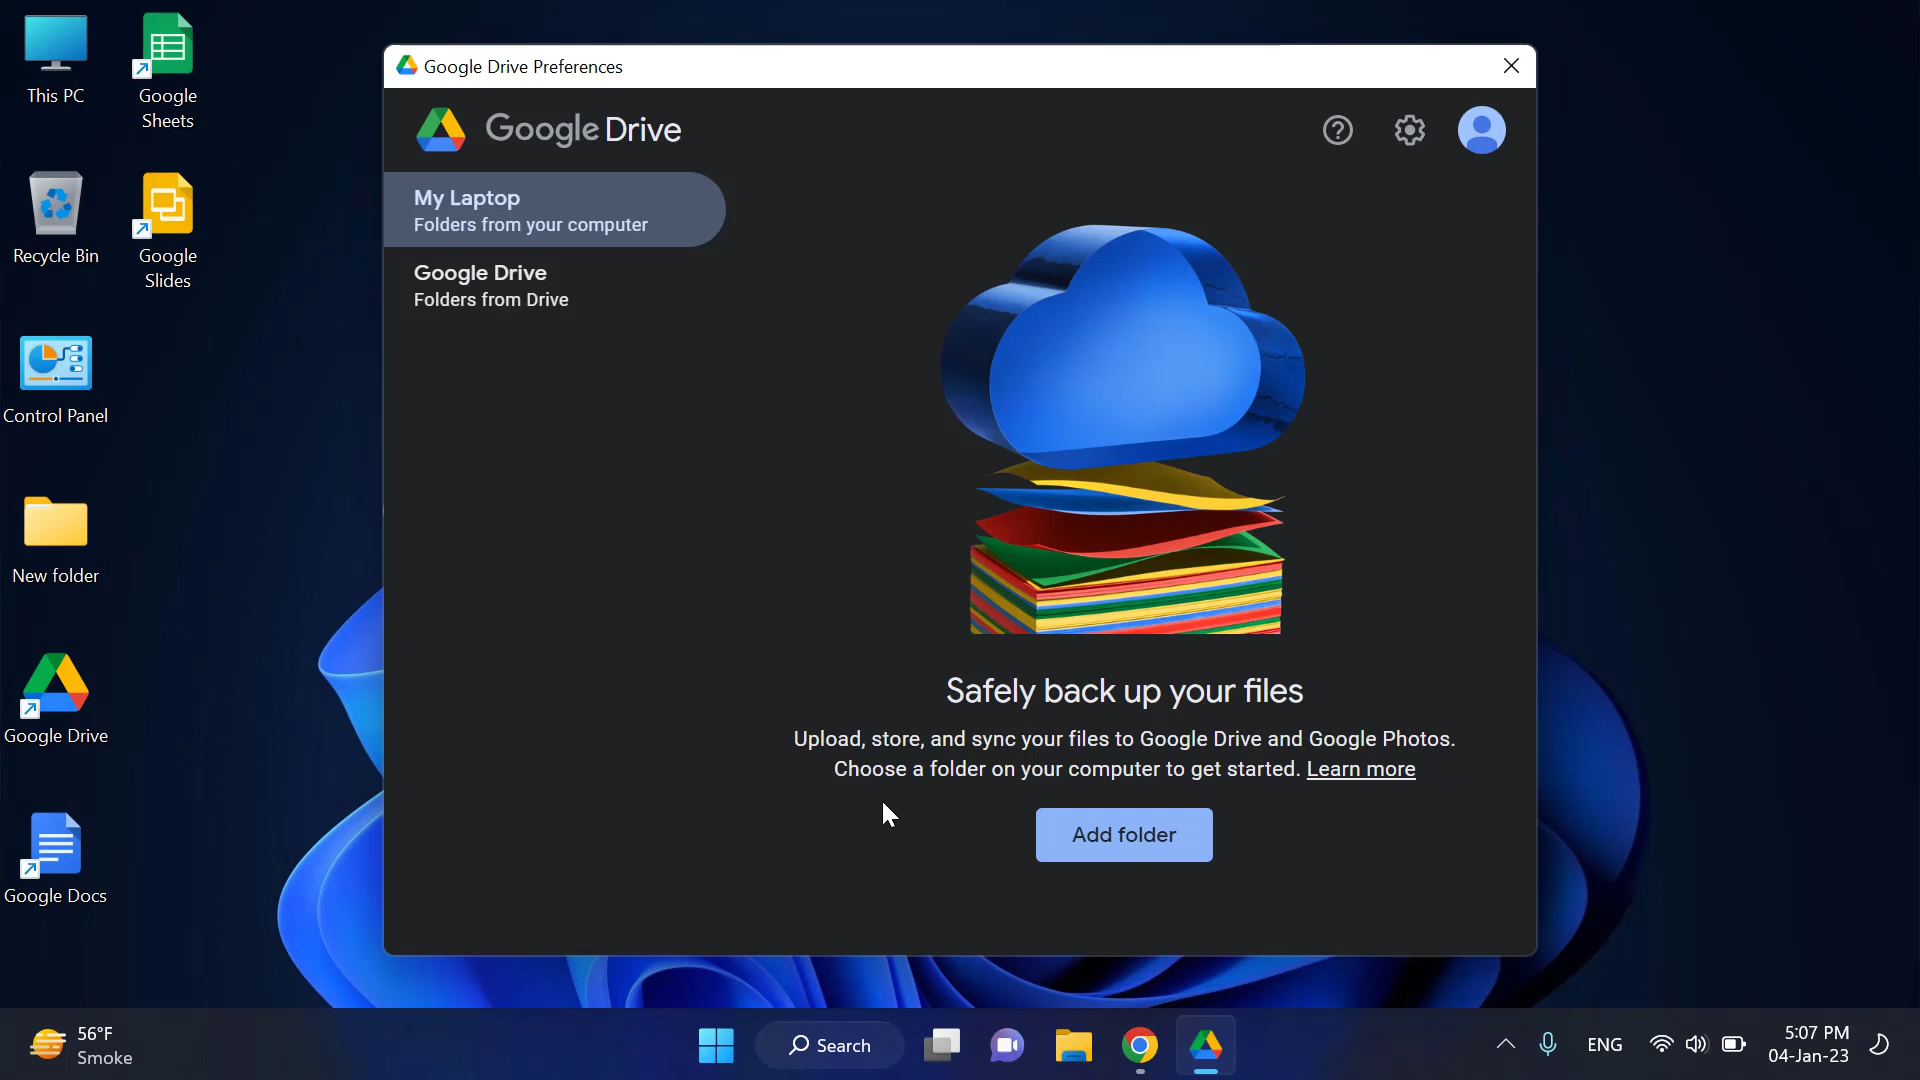 This PC
Google
Sheets
Recycle Bin
Google
Slides
Control Panel
New folder
Google Drive
Google Docs
Google Drive Preferences
Google Drive
My Laptop
Folders from your computer
Google Drive
Folders from Drive
Safely back up your files
Upload, store, and sync your files to Google Drive and Google Photos.
Choose a folder on your computer to get started. Learn more
Add folder
56°F
Smoke
Search
ENG
5:07 PM
04-Jan-23